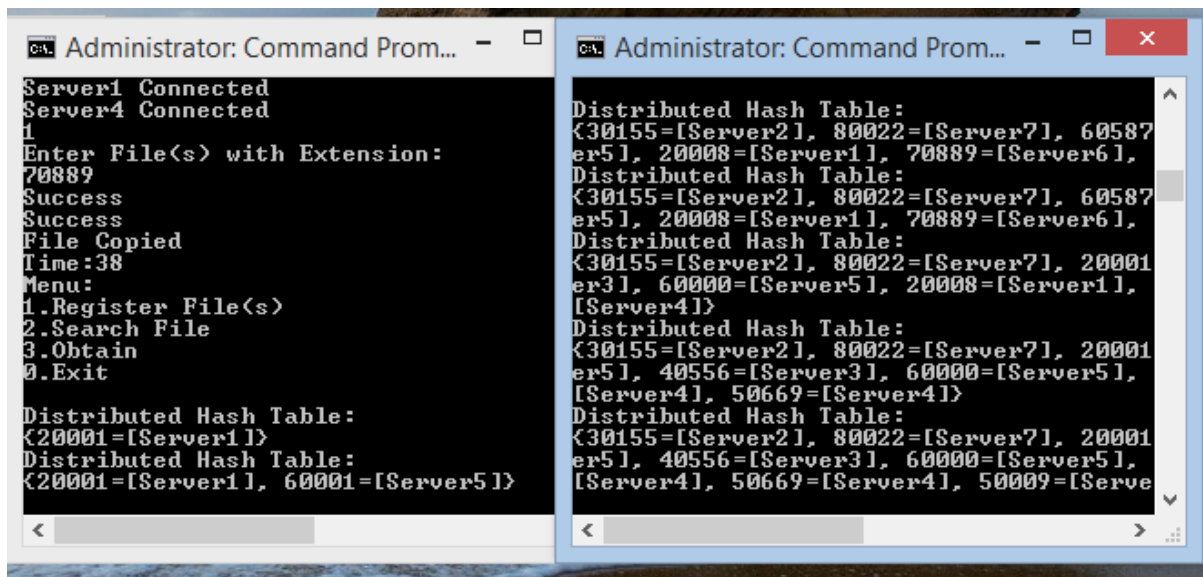 Administrator: Command Prom...
Server1 Connected
Server4 Connected
1
Enter File(s) with Extension:
70889
Success
Success
File Copied
Time:38
Menu:
1.Register File(s)
2.Search File
3.Obtain
0.Exit
Distributed Hash Table:
{20001=[Server1]}
Distributed Hash Table:
{20001=[Server1], 60001=[Server5]}
Administrator: Command Prom...
Distributed Hash Table:
{30155=[Server2], 80022=[Server7], 60587
er5], 20008=[Server1], 70889=[Server6],
Distributed Hash Table:
{30155=[Server2], 80022=[Server7], 60587
er5], 20008=[Server1], 70889=[Server6],
Distributed Hash Table:
{30155=[Server2], 80022=[Server7], 20001
er3], 60000=[Server5], 20008=[Server1],
[Server4]}
Distributed Hash Table:
{30155=[Server2], 80022=[Server7], 20001
er5], 40556=[Server3], 60000=[Server5],
[Server4], 50669=[Server4]}
Distributed Hash Table:
{30155=[Server2], 80022=[Server7], 20001
er5], 40556=[Server3], 60000=[Server5],
[Server4], 50669=[Server4], 50009=[Serve